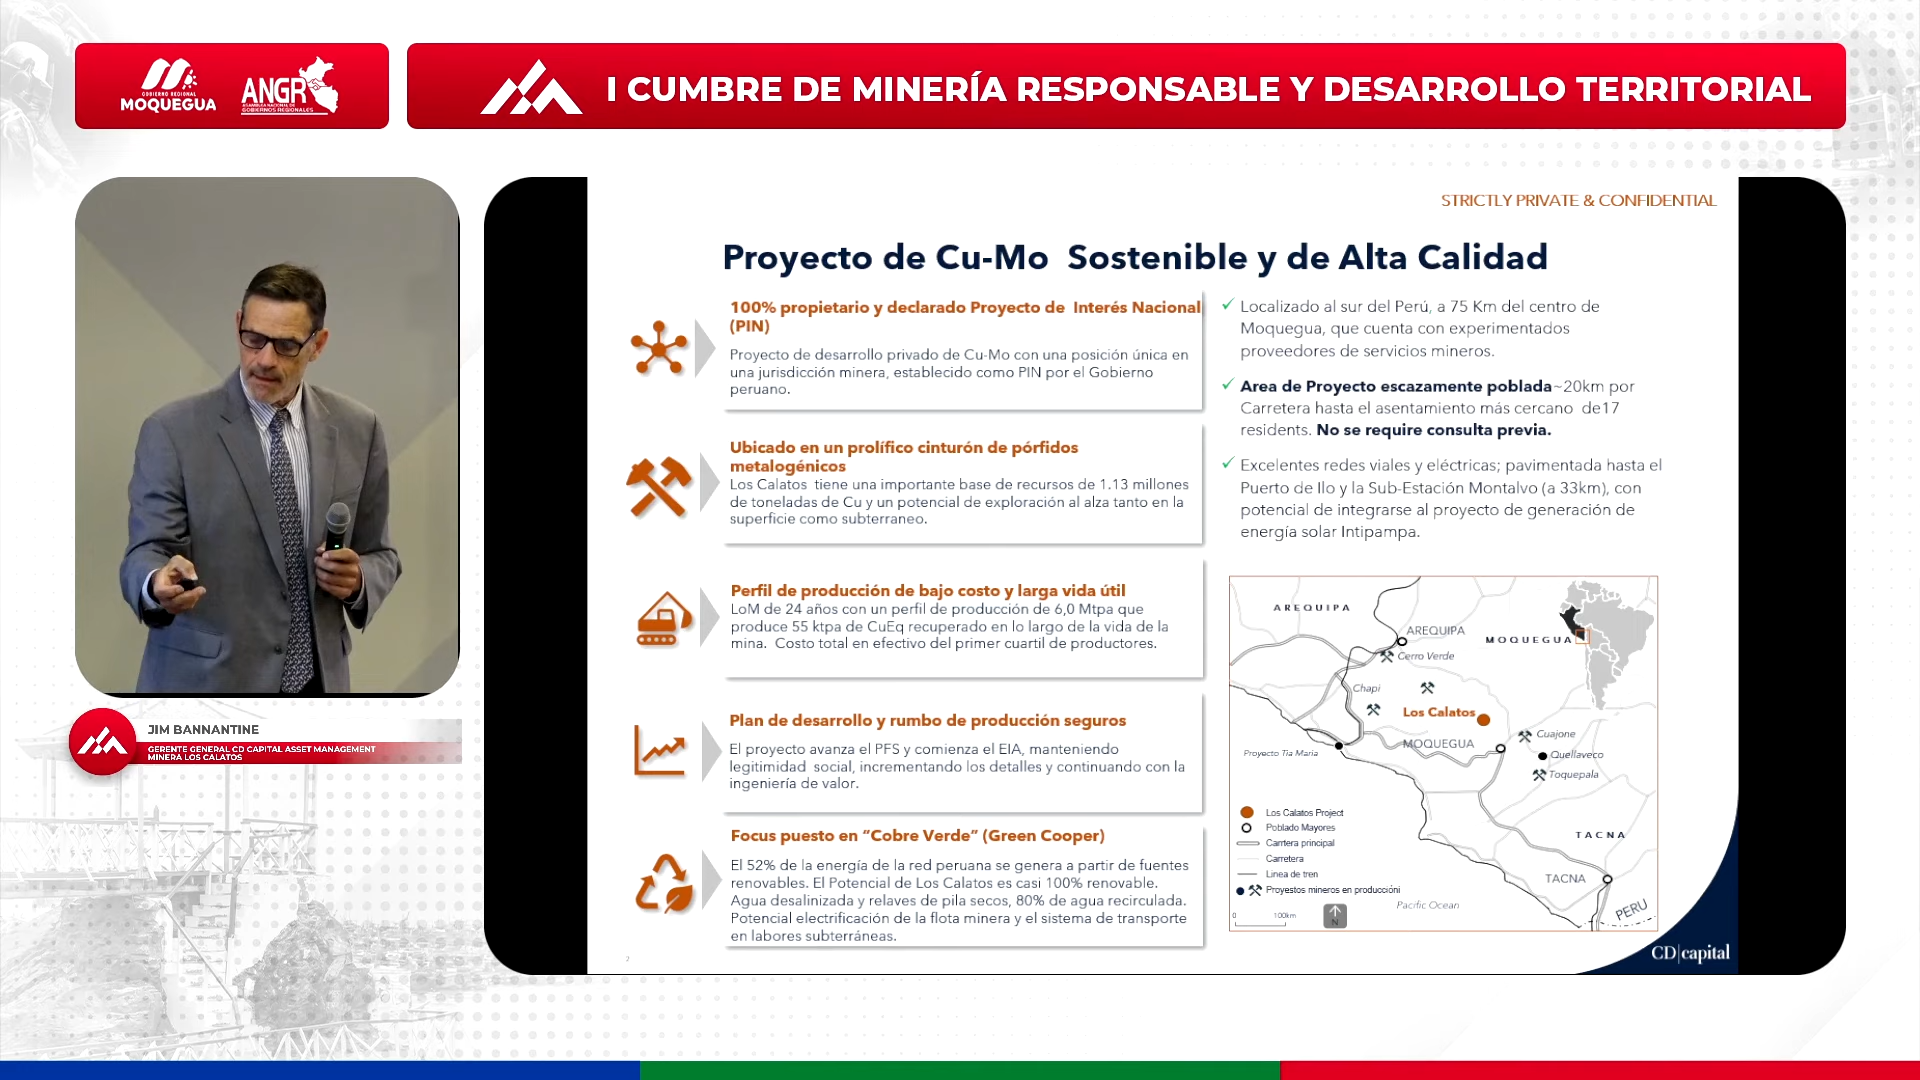 GOBIERNO REGIONAL
MOQUEGUA
ANGR
ASAMBLEA NACIONAL DE
GOBIERNOS REGIONALES
I CUMBRE DE MINERÍA RESPONSABLE Y DESARROLLO TERRITORIAL
JIM BANNANTINE
GERENTE GENERAL CD CAPITAL ASSET MANAGEMENT
MINERA LOS CALATOS
STRICTLY PRIVATE & CONFIDENTIAL
Proyecto de Cu-Mo Sostenible y de Alta Calidad
100% propietario y declarado Proyecto de Interés Nacional
(PIN)
Proyecto de desarrollo privado de Cu-Mo con una posición única en
una jurisdicción minera, establecido como PIN por el Gobierno
peruano.
Ubicado en un prolífico cinturón de pórfidos
metalogénicos
Los Calatos tiene una importante base de recursos de 1.13 millones
de toneladas de Cu y un potencial de exploración al alza tanto en la
superficie como subterraneo.
Perfil de producción de bajo costo y larga vida útil
LoM de 24 años con un perfil de producción de 6,0 Mtpa que
produce 55 ktpa de CuEq recuperado en lo largo de la vida de la
mina. Costo total en efectivo del primer cuartil de productores.
Plan de desarrollo y rumbo de producción seguros
El proyecto avanza el PFS y comienza el EIA, manteniendo
legitimidad social, incrementando los detalles y continuando con la
ingeniería de valor.
Focus puesto en “Cobre Verde” (Green Cooper)
El 52% de la energía de la red peruana se genera a partir de fuentes
renovables. El Potencial de Los Calatos es casi 100% renovable.
Agua desalinizada y relaves de pila secos, 80% de agua recirculada.
Potencial electrificación de la flota minera y el sistema de transporte
en labores subterráneas.
2
Localizado al sur del Perú, a 75 Km del centro de
Moquegua, que cuenta con experimentados
proveedores de servicios mineros.
Area de Proyecto escazamente poblada~20km por
Carretera hasta el asentamiento más cercano de17
residents. No se require consulta previa.
Excelentes redes viales y eléctricas; pavimentada hasta el
Puerto de Ilo y la Sub-Estación Montalvo (a 33km), con
potencial de integrarse al proyecto de generación de
energía solar Intipampa.
AREQUIPA
AREQUIPA
MOQUEGUA
Cerro Verde
Chapi
Los Calatos
Cuajone
MOQUEGUA
Proyecto Tia Maria
Quellaveco
Toquepala
TACNA
TACNA
Pacific Ocean
PERU
Los Calatos Project
Poblado Mayores
Carrtera principal
Carretera
Linea de tren
Proyestos mineros en producciòni
0 100km
N
CD|capital